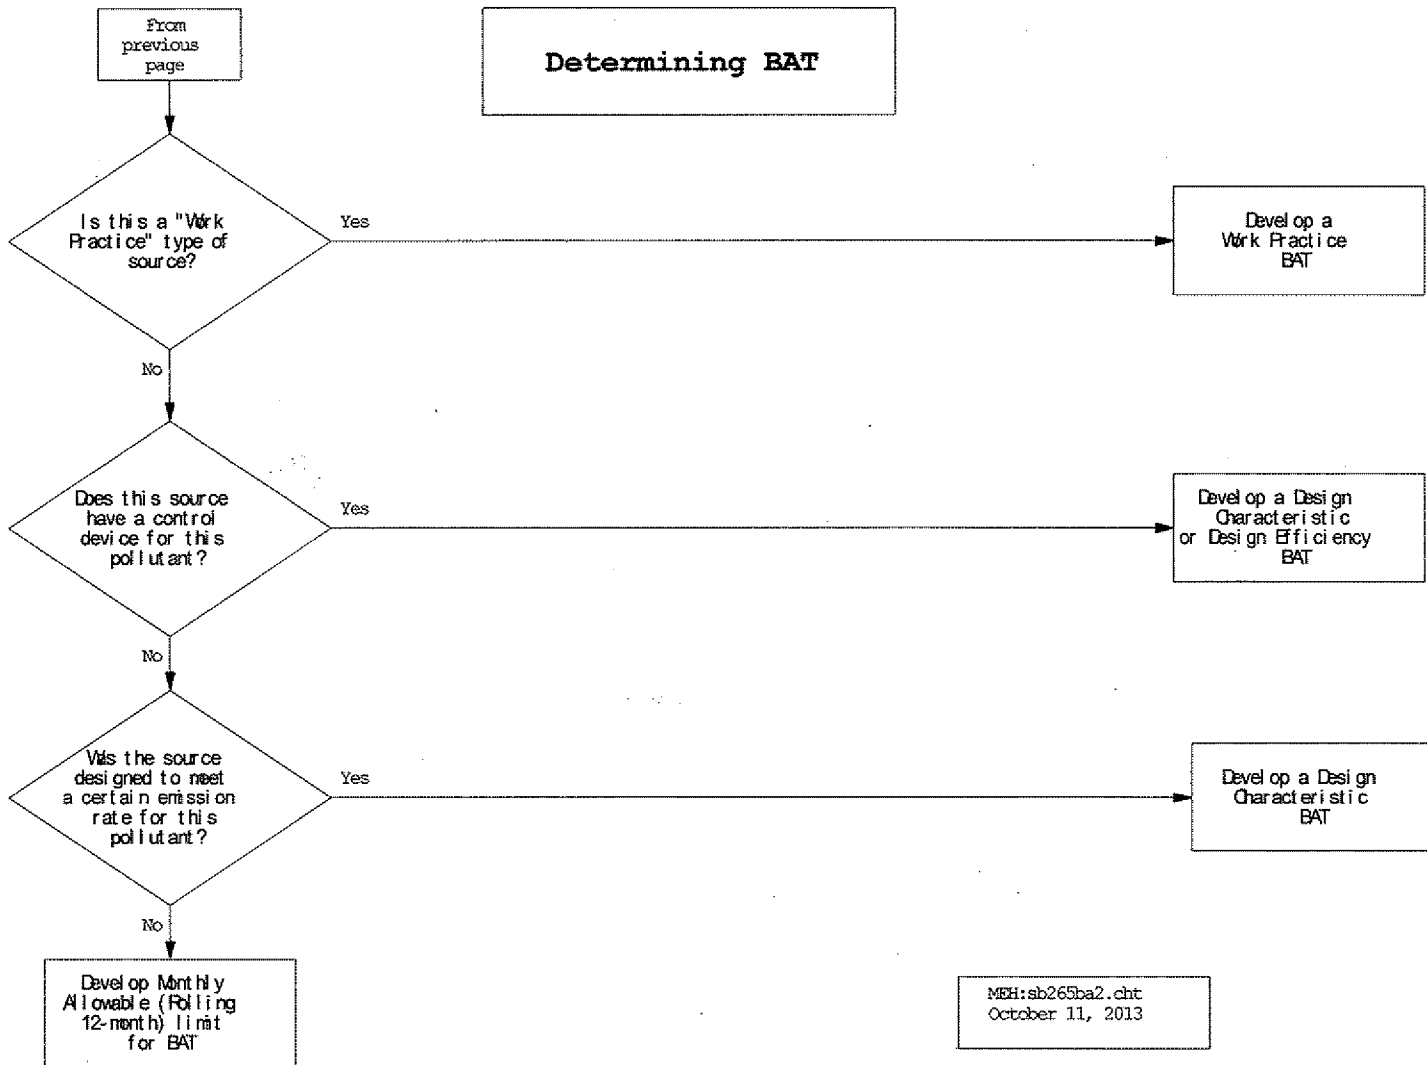 From
previous
page
Determining BAT
Is this a "Work
Practice" type of
source?
Yes
Develop a
Work Practice
BAT
No
Does this source
have a control
device for this
pollutant?
Yes
Develop a Design
Characteristic
or Design Efficiency
BAT
No
Was the source
designed to meet
a certain emission
rate for this
pollutant?
Yes
Develop a Design
Characteristic
BAT
No
Develop Monthly
Allowable (Rolling
12-month) limit
for BAT
MEH:sb265ba2.cht
October 11, 2013